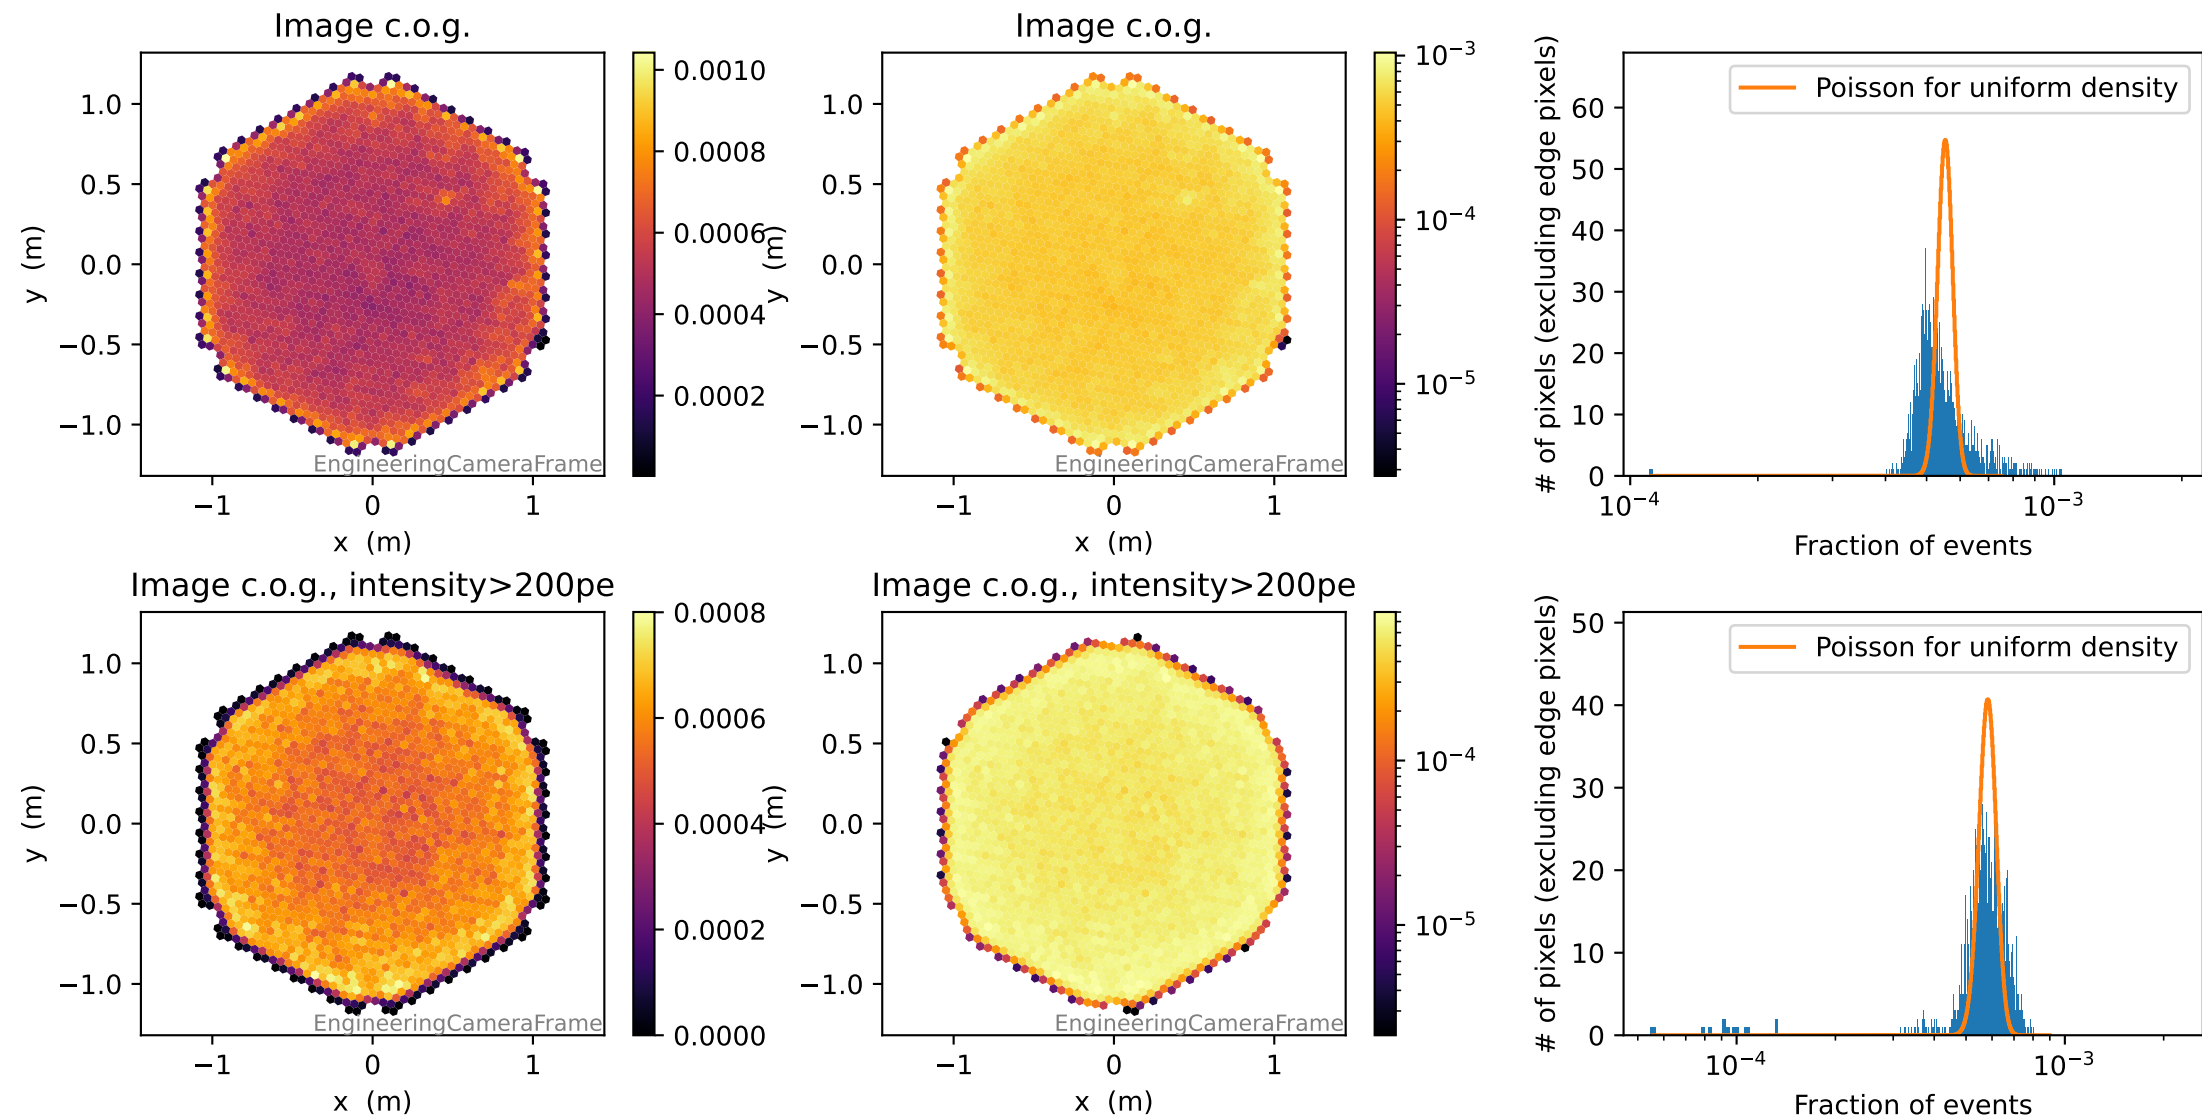 Image c.o.g.
y (m)
1.0
0.5
0.0
−0.5
−1.0
−1
0
1
x (m)
EngineeringCameraFrame
0.0010
0.0008
0.0006
0.0004
0.0002
Image c.o.g.
y (m)
1.0
0.5
0.0
−0.5
−1.0
−1
0
1
x (m)
EngineeringCameraFrame
10−3
10−4
10−5
# of pixels (excluding edge pixels)
60
50
40
30
20
10
0
Poisson for uniform density
10−4
10−3
Fraction of events
Image c.o.g., intensity>200pe
y (m)
1.0
0.5
0.0
−0.5
−1.0
−1
0
1
x (m)
EngineeringCameraFrame
0.0008
0.0006
0.0004
0.0002
0.0000
Image c.o.g., intensity>200pe
y (m)
1.0
0.5
0.0
−0.5
−1.0
−1
0
1
x (m)
EngineeringCameraFrame
10−4
10−5
# of pixels (excluding edge pixels)
50
40
30
20
10
0
Poisson for uniform density
10−4
10−3
Fraction of events